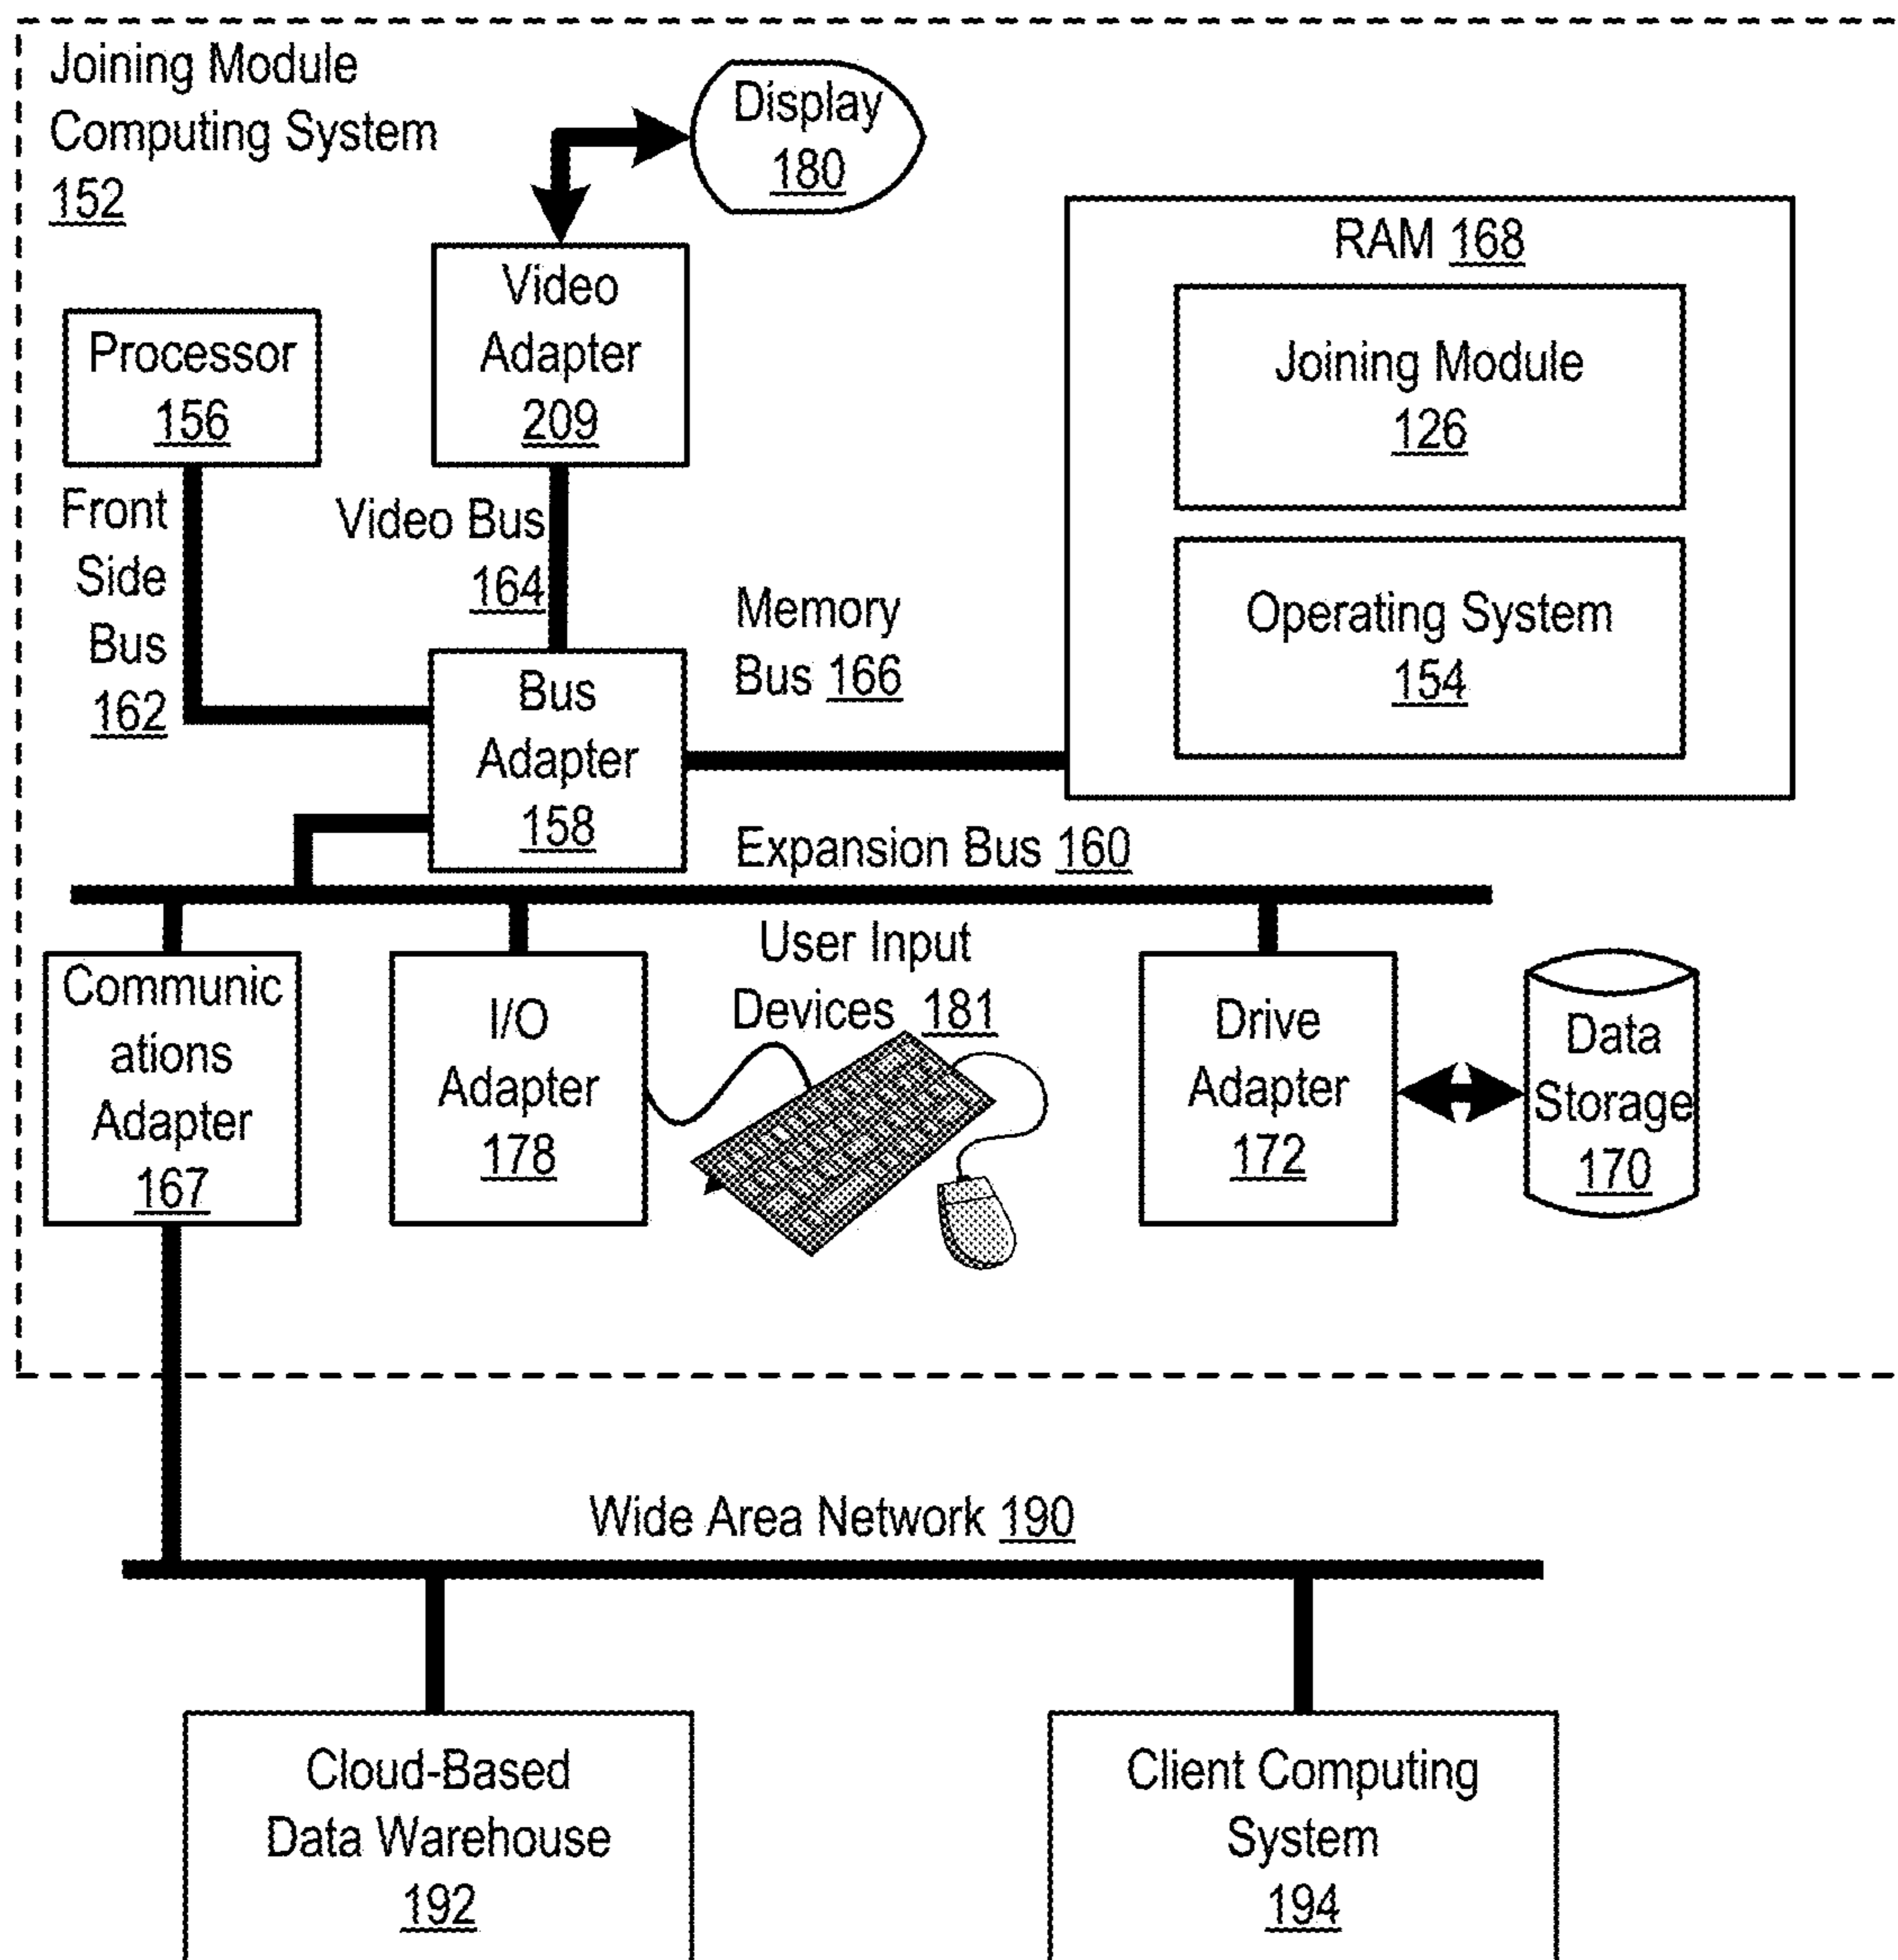 Joining Module
Computing System
152
Display
180
RAM 168
Video
Adapter
209
Processor
156
Joining Module
126
Front
Side
Bus
162
Video Bus
164
Operating System
154
Memory
Bus 166
Bus
Adapter
158
Expansion Bus 160
Communic
ations
Adapter
167
I/O
Adapter
178
User Input
Devices 181
Drive
Adapter
172
Data
Storage
170
Wide Area Network 190
Cloud-Based
Data Warehouse
192
Client Computing
System
194